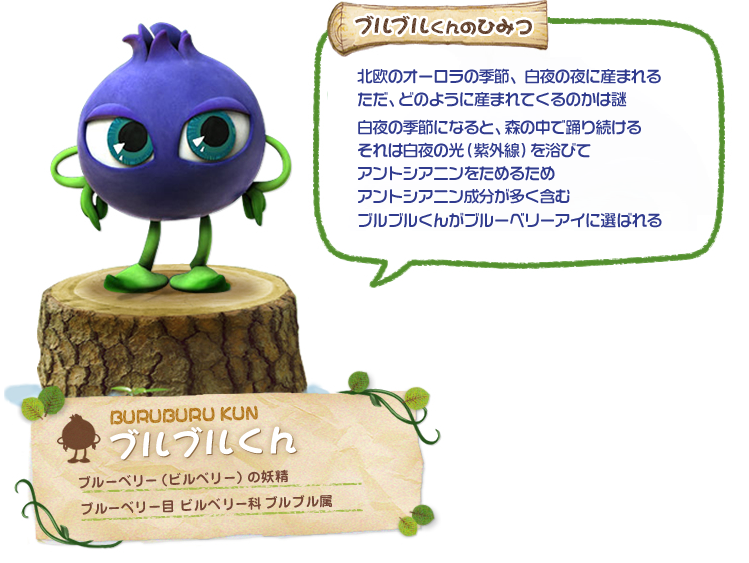 ブルブルくんのひみつ
北欧のオーロラの季節、白夜の夜に産まれる
ただ、どのように産まれてくるのかは謎
白夜の季節になると、森の中で踊り続ける
それは白夜の光（紫外線）を浴びて
アントシアニンをためるため
アントシアニン成分が多く含む
ブルブルくんがブルーベリーアイに選ばれる
BURUBURU KUN
ブルブルくん
ブルーベリー（ビルベリー）の妖精
ブルーベリー目 ビルベリー科 ブルブル属